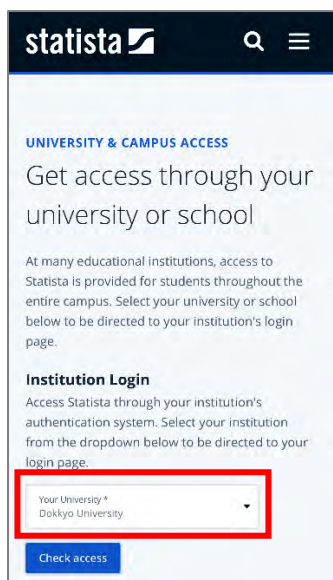 statista
UNIVERSITY & CAMPUS ACCESS
Get access through your
university or school
At many educational institutions, access to
Statista is provided for students throughout the
entire campus. Select your university or school
below to be directed to your institution's login
page.
Institution Login
Access Statista through your institution's
authentication system. Select your institution
from the dropdown below to be directed to your
login page.
Your University *
Dokkyo University
Check access